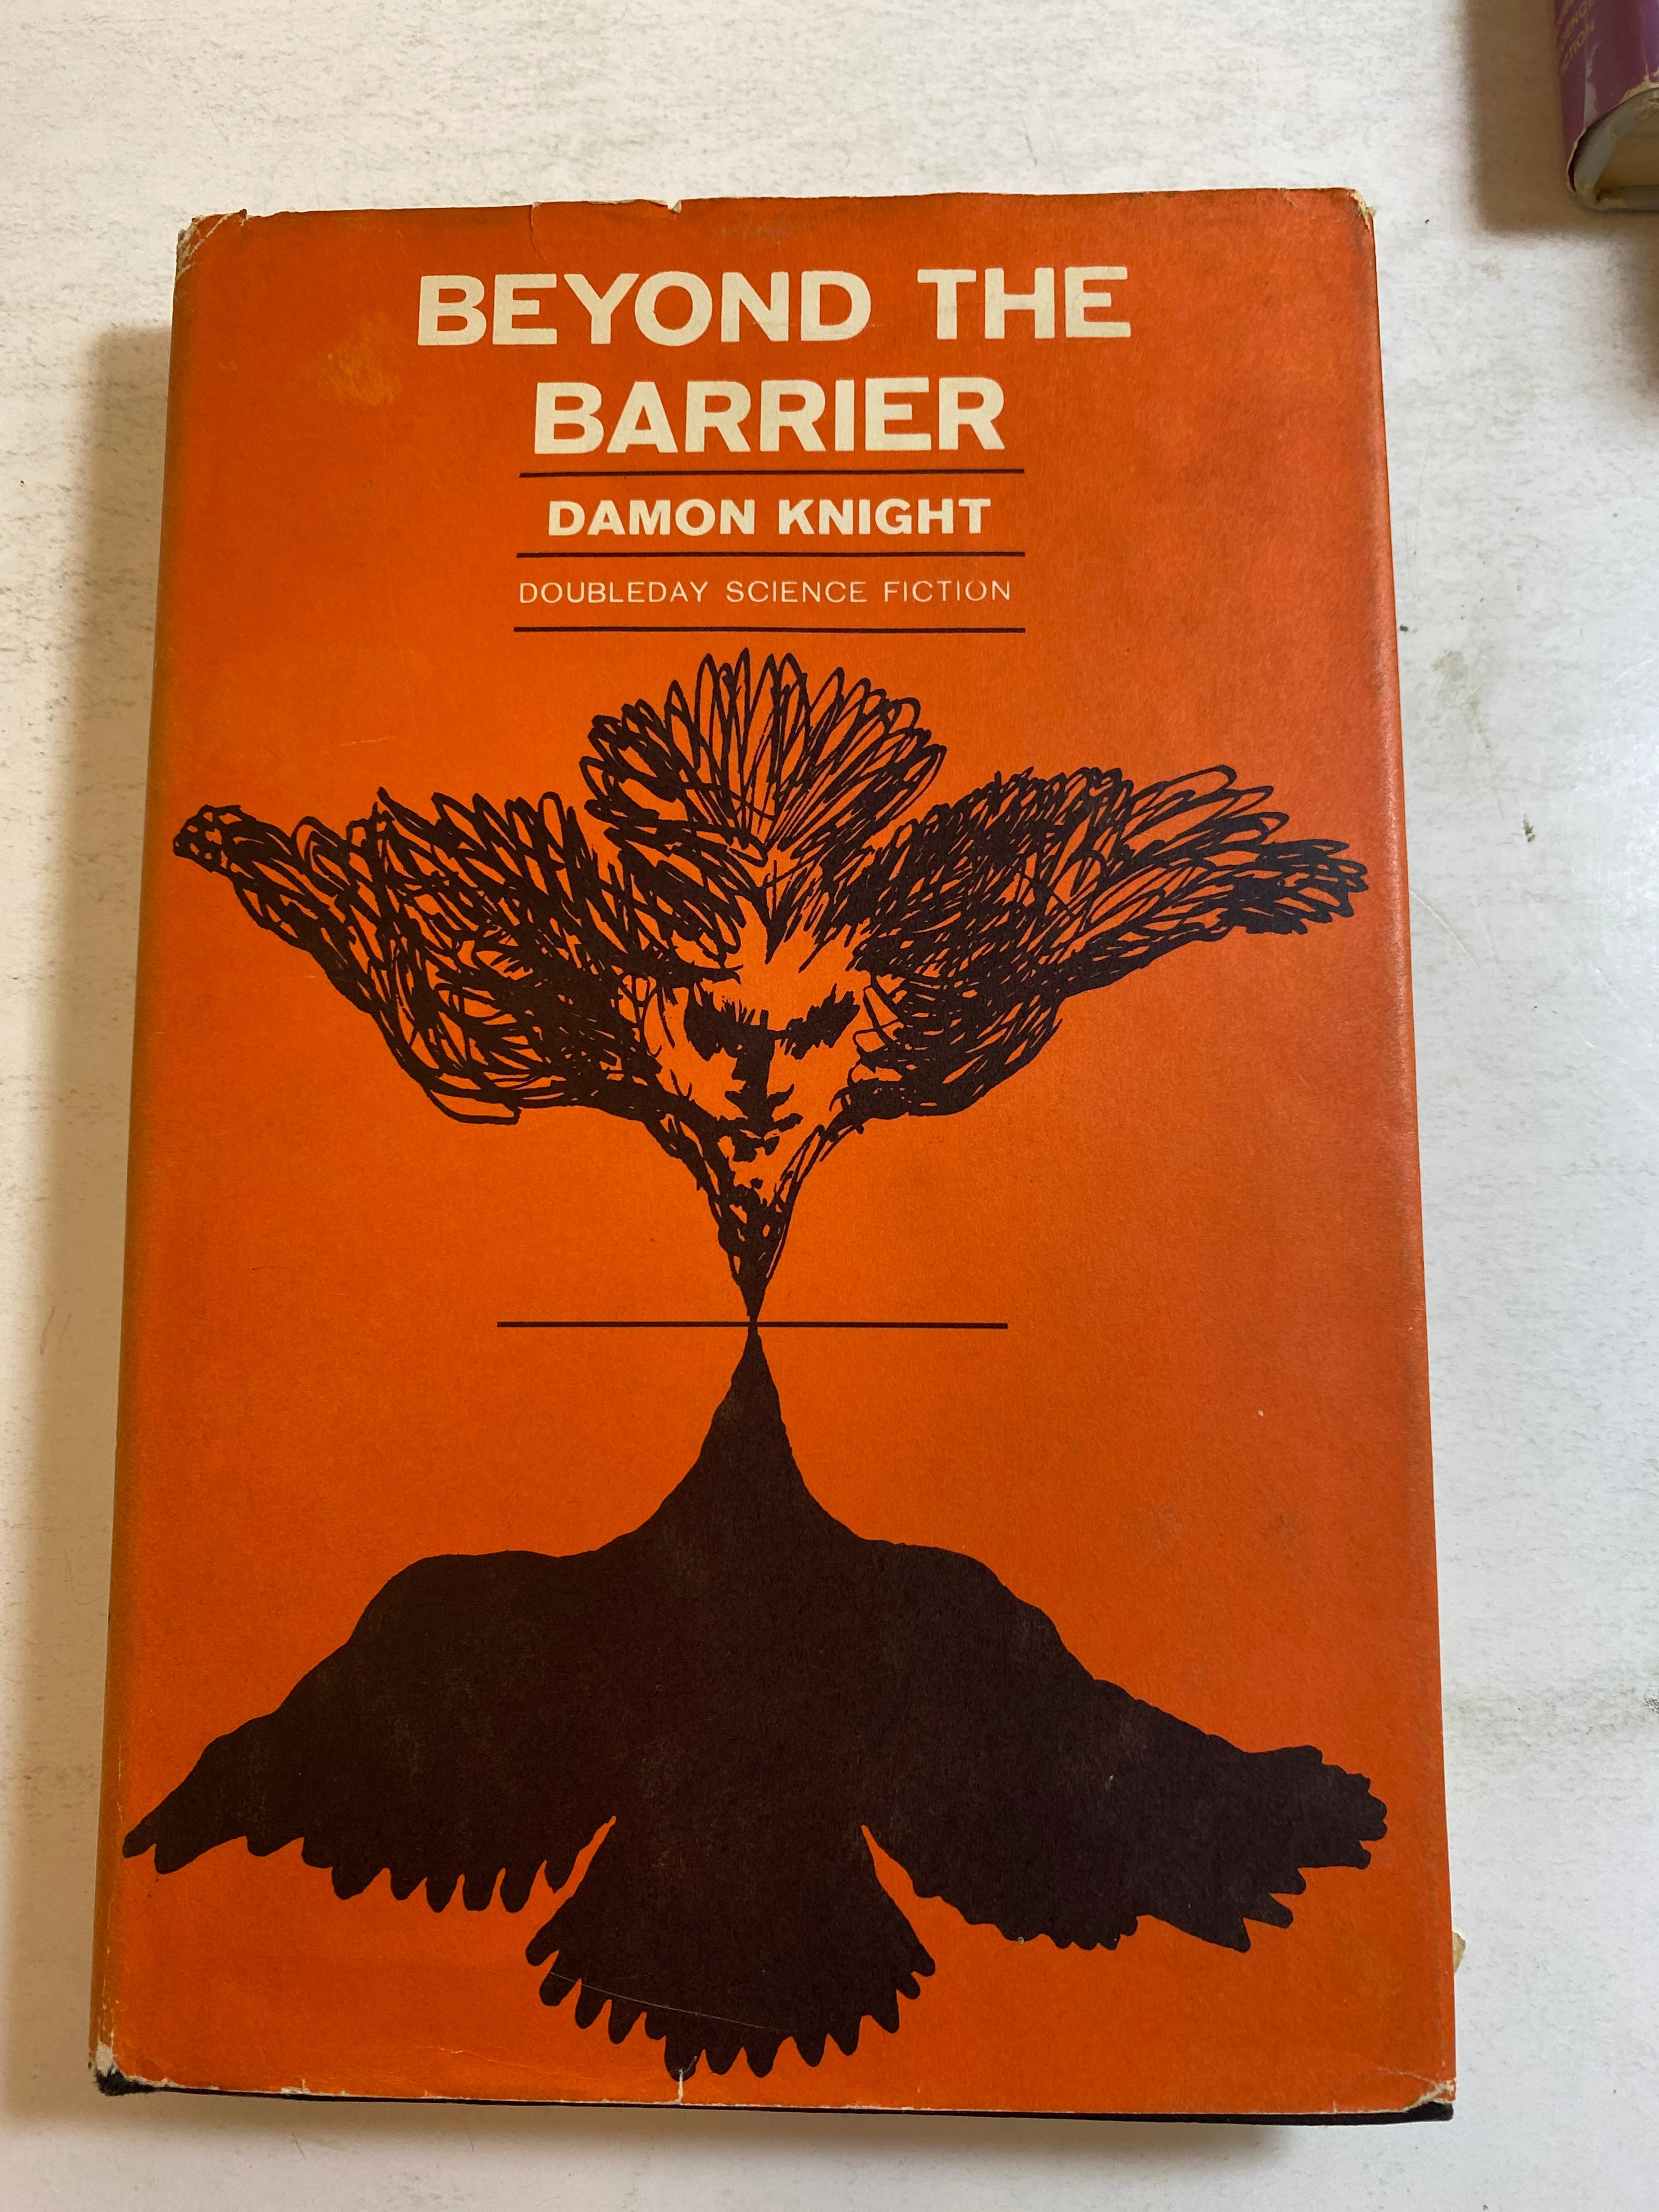 BEYOND THE
BARRIER
DAMON KNIGHT
DOUBLEDAY SCIENCE FICTION